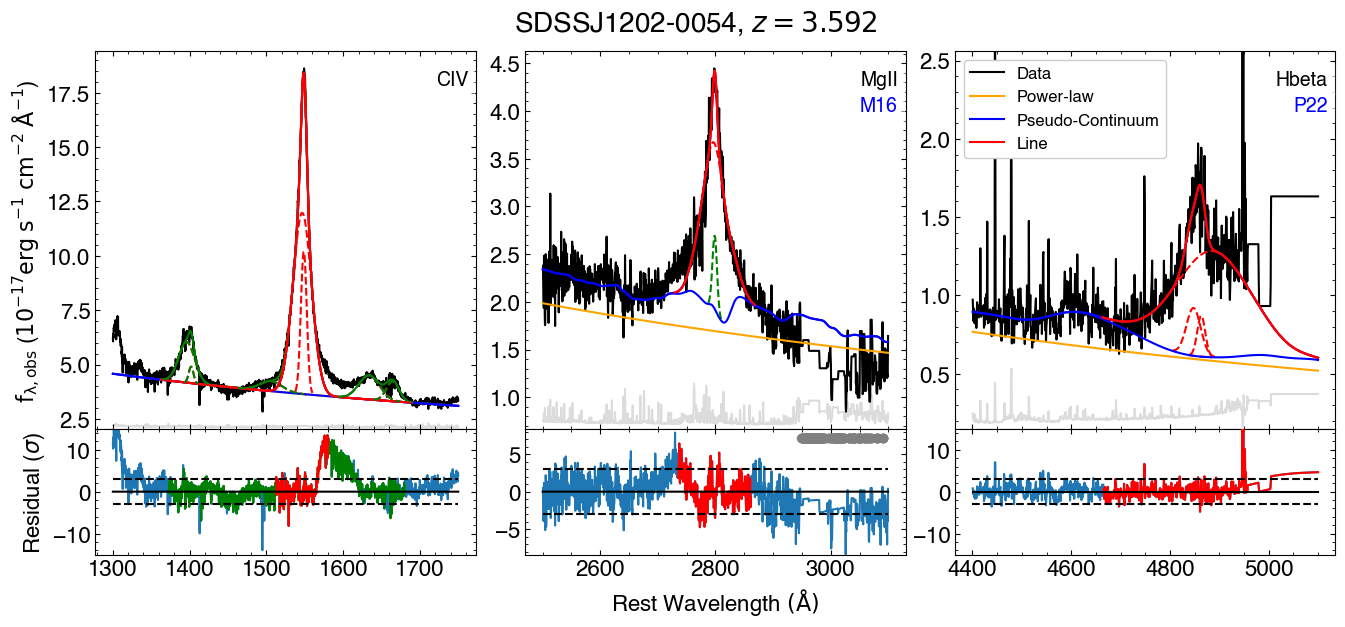 SDSSJ1202-0054, z = 3.592
f_λ,obs (10⁻¹⁷erg s⁻¹ cm⁻² Å⁻¹)
17.5
15.0
12.5
10.0
7.5
5.0
2.5
CIV
4.5
4.0
3.5
3.0
2.5
2.0
1.5
1.0
MgII
M16
2.5
2.0
1.5
1.0
0.5
Data
Power-law
Pseudo-Continuum
Line
Hbeta
P22
Residual (σ)
10
0
−10
1300 1400 1500 1600 1700
5
0
−5
2600 2800 3000
10
0
−10
4400 4600 4800 5000
Rest Wavelength (Å)